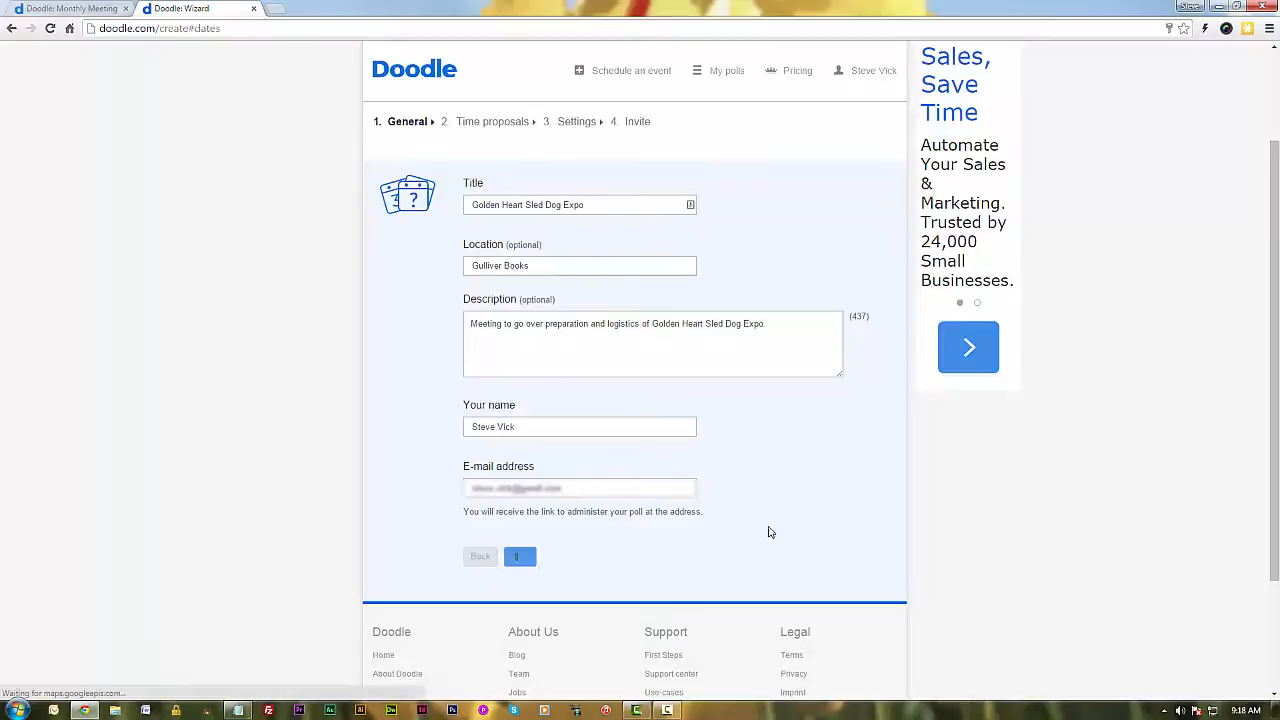 Doodle: Monthly Meeting
Doodle: Wizard
Steve
doodle.com/create#dates
Doodle
Schedule an event
My polls
Pricing
Steve Vick
1. General
2. Time proposals
3. Settings
4. Invite
Title
Golden Heart Sled Dog Expo
Location (optional)
Gulliver Books
Description (optional)
(437)
Meeting to go over preparation and logistics of Golden Heart Sled Dog Expo.
Your name
Steve Vick
E-mail address
You will receive the link to administer your poll at the address.
Back
Sales,
Save
Time
Automate
Your Sales
&
Marketing.
Trusted by
24,000
Small
Businesses.
Doodle
About Us
Support
Legal
Home
Blog
First Steps
Terms
About Doodle
Team
Support center
Privacy
Jobs
Use-cases
Imprint
Waiting for maps.googleapis.com...
9:18 AM